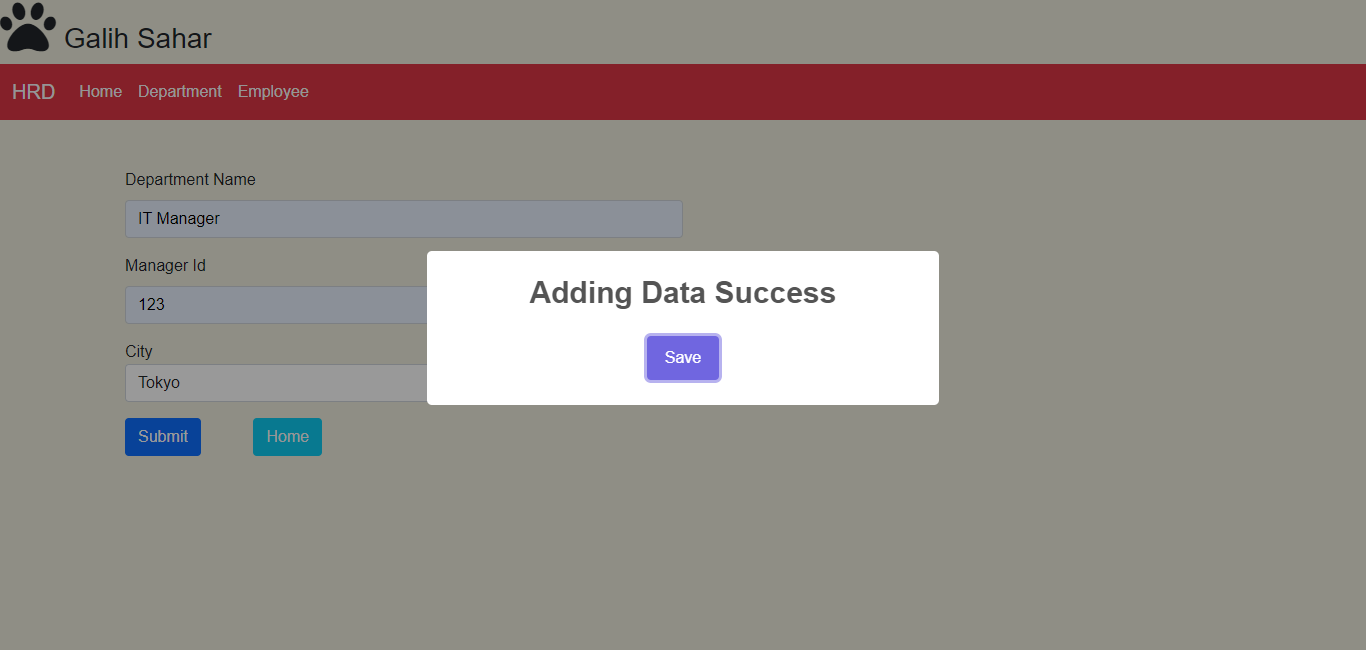 Galih Sahar
HRD Home Department Employee
Department Name
IT Manager
Manager Id
123
City
Tokyo
Submit Home
Adding Data Success
Save